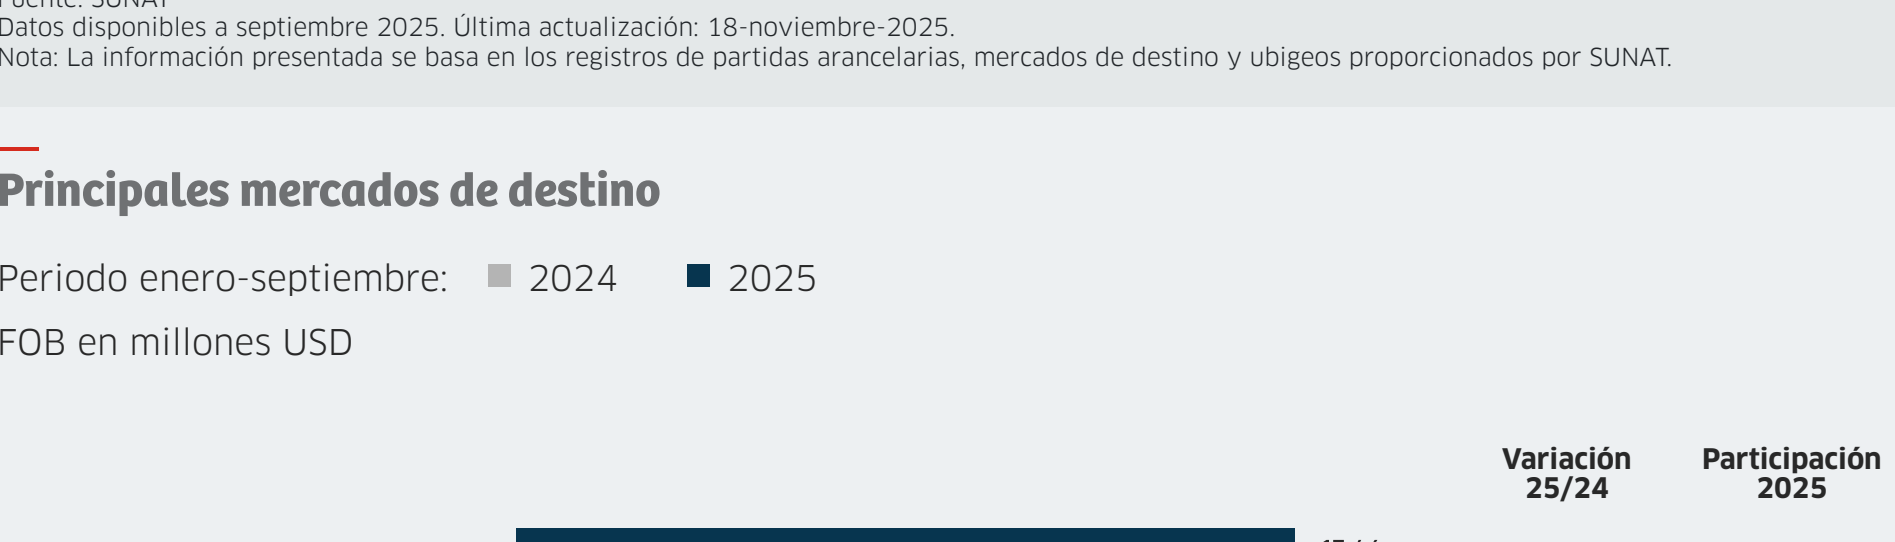 Fuente: SUNAT
Datos disponibles a septiembre 2025. Última actualización: 18-noviembre-2025.
Nota: La información presentada se basa en los registros de partidas arancelarias, mercados de destino y ubigeos proporcionados por SUNAT.
Principales mercados de destino
Periodo enero-septiembre: 2024 2025
FOB en millones USD
Variación 25/24
Participación 2025